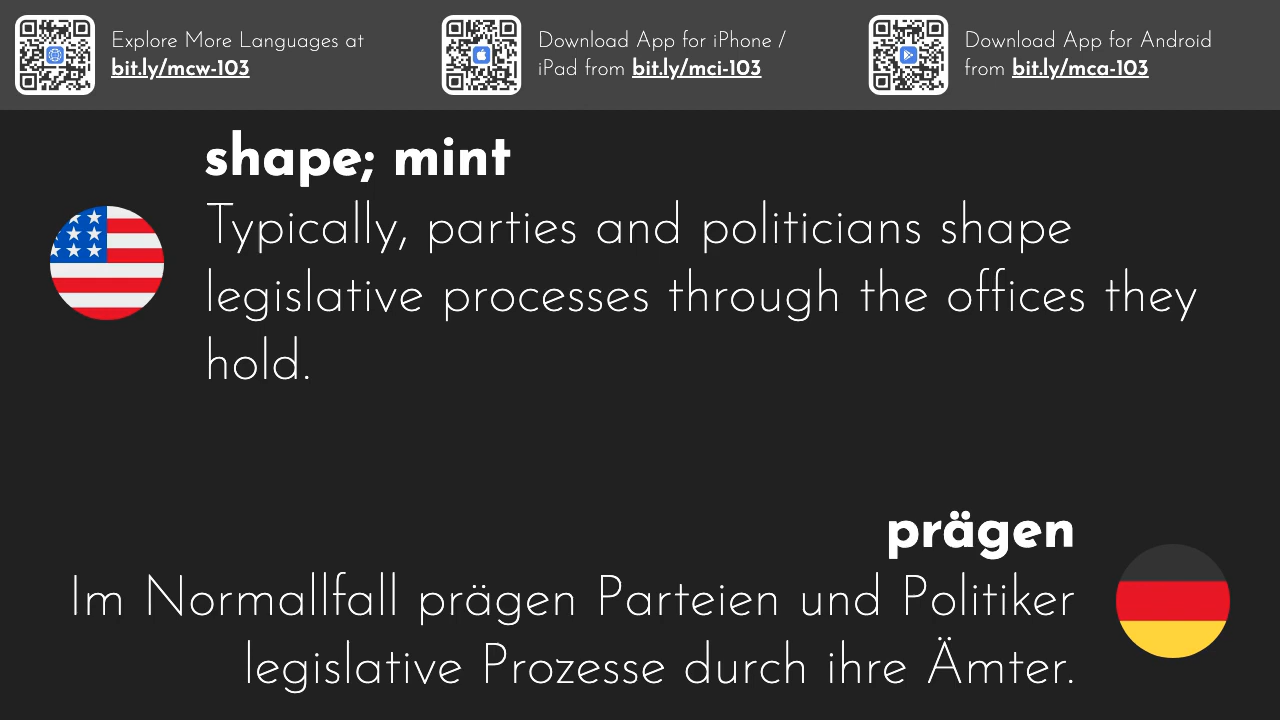 Explore More Languages at
bit.ly/mcw-103
Download App for iPhone /
iPad from bit.ly/mci-103
Download App for Android
from bit.ly/mca-103
shape; mint
Typically, parties and politicians shape
legislative processes through the offices they
hold.
prägen
Im Normallfall prägen Parteien und Politiker
legislative Prozesse durch ihre Ämter.